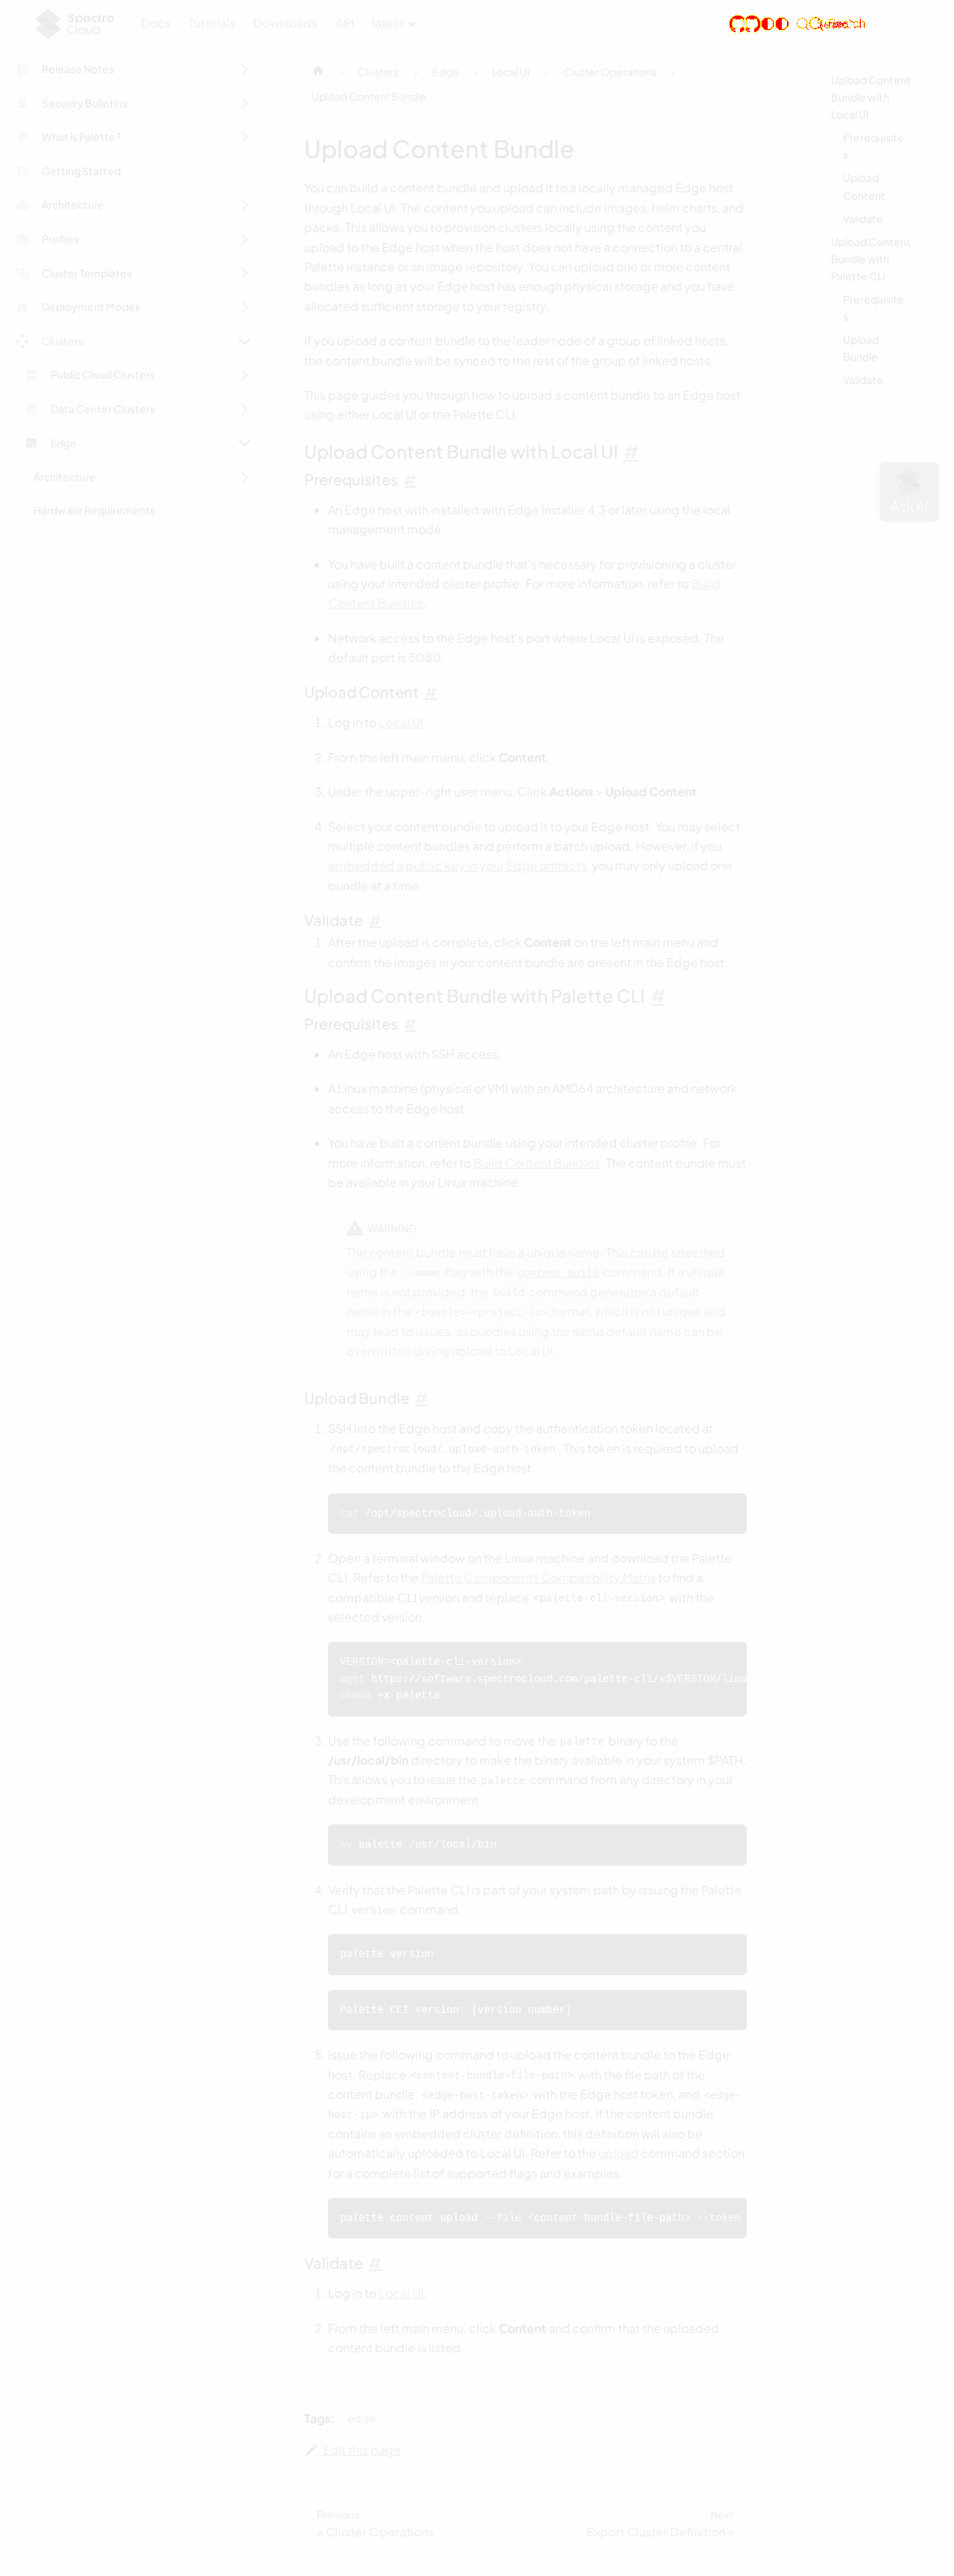 Spectro
Cloud
Docs
Tutorials
Downloads
API
latest
Release Notes
Security Bulletins
What is Palette?
Getting Started
Architecture
Profiles
Cluster Templates
Deployment Modes
Clusters
Public Cloud Clusters
Data Center Clusters
Edge
Architecture
Hardware Requirements
Clusters
Edge
Local UI
Cluster Operations
Upload Content Bundle
Upload Content Bundle
You can build a content bundle and upload it to a locally managed Edge host
through Local UI. The content you upload can include images, helm charts, and
packs. This allows you to provision clusters locally using the content you
upload to the Edge host when the host does not have a connection to a central
Palette instance or an image repository. You can upload one or more content
bundles as long as your Edge host has enough physical storage and you have
allocated sufficient storage to your registry.
If you upload a content bundle to the leader node of a group of linked hosts,
the content bundle will be synced to the rest of the group of linked hosts.
This page guides you through how to upload a content bundle to an Edge host
using either Local UI or the Palette CLI.
Upload Content Bundle with Local UI #
Prerequisites #
• An Edge host with installed with Edge Installer 4.3 or later using the local
management mode.
• You have built a content bundle that's necessary for provisioning a cluster
using your intended cluster profile. For more information, refer to Build
Content Bundles.
• Network access to the Edge host's port where Local UI is exposed. The
default port is 5080.
Upload Content #
1. Log in to Local UI.
2. From the left main menu, click Content.
3. Under the upper-right user menu, Click Actions > Upload Content.
4. Select your content bundle to upload it to your Edge host. You may select
multiple content bundles and perform a batch upload. However, if you
embedded a public key in your Edge artifacts, you may only upload one
bundle at a time.
Validate #
1. After the upload is complete, click Content on the left main menu and
confirm the images in your content bundle are present in the Edge host.
Upload Content Bundle with Palette CLI #
Prerequisites #
• An Edge host with SSH access.
• A Linux machine (physical or VM) with an AMD64 architecture and network
access to the Edge host.
• You have built a content bundle using your intended cluster profile. For
more information, refer to Build Content Bundles. The content bundle must
be available in your Linux machine.
WARNING
The content bundle must have a unique name. This can be specified
using the --name flag with the content build command. If a unique
name is not provided, the build command generates a default
name in the <bundle>-<project-id> format, which is not unique and
may lead to issues, as bundles using the same default name can be
overwritten during upload to Local UI.
Upload Bundle #
1. SSH into the Edge host and copy the authentication token located at
/opt/spectrocloud/.upload-auth-token. This token is required to upload
the content bundle to the Edge host.
cat /opt/spectrocloud/.upload-auth-token
2. Open a terminal window on the Linux machine and download the Palette
CLI. Refer to the Palette Components Compatibility Matrix to find a
compatible CLI version and replace <palette-cli-version> with the
selected version.
VERSION=<palette-cli-version>
wget https://software.spectrocloud.com/palette-cli/v$VERSION/linu
chmod +x palette
3. Use the following command to move the palette binary to the
/usr/local/bin directory to make the binary available in your system $PATH.
This allows you to issue the palette command from any directory in your
development environment.
mv palette /usr/local/bin
4. Verify that the Palette CLI is part of your system path by issuing the Palette
CLI version command.
palette version
Palette CLI version: [version number]
5. Issue the following command to upload the content bundle to the Edge
host. Replace <content-bundle-file-path> with the file path of the
content bundle, <edge-host-token> with the Edge host token, and <edge-
host-ip> with the IP address of your Edge host. If the content bundle
contains an embedded cluster definition, this definition will also be
automatically uploaded to Local UI. Refer to the upload command section
for a complete list of supported flags and examples.
palette content upload --file <content-bundle-file-path> --token
Validate #
1. Log in to Local UI.
2. From the left main menu, click Content and confirm that the uploaded
content bundle is listed.
Tags: edge
Edit this page
Previous
« Cluster Operations
Next
Export Cluster Definition »
Upload Content
Bundle with
Local UI
Prerequisite
s
Upload
Content
Validate
Upload Content
Bundle with
Palette CLI
Prerequisite
s
Upload
Bundle
Validate
Ask AI